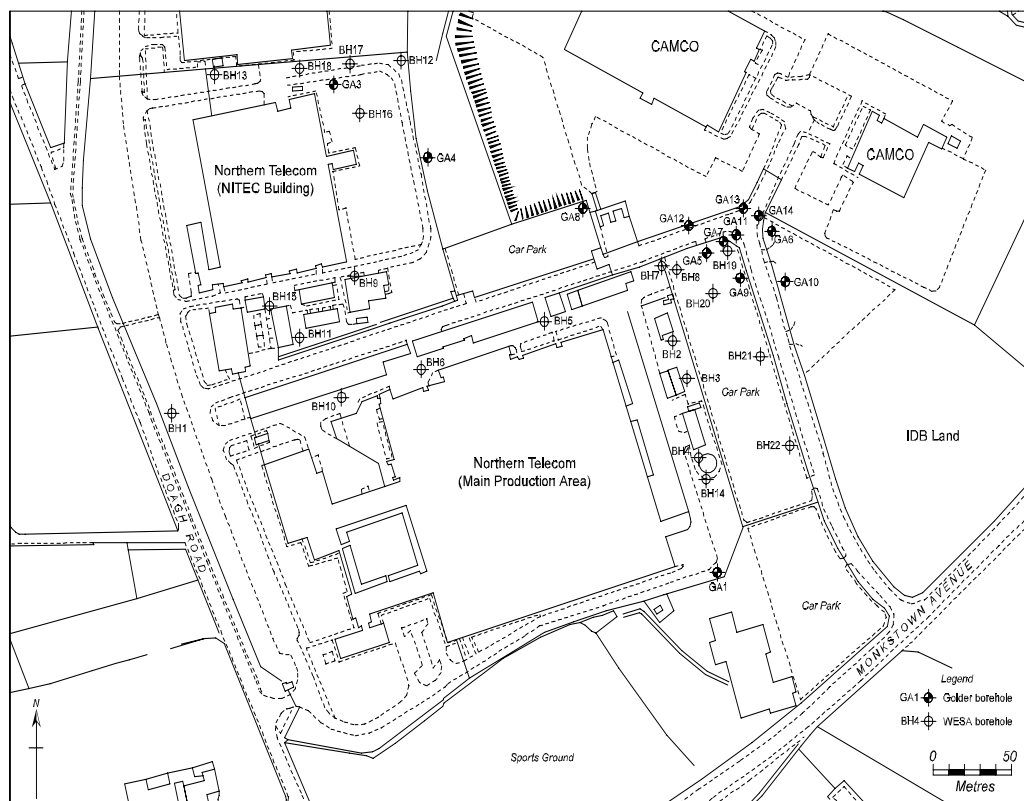 CAMCO
BH17
BH12
BH18
BH13
GA3
BH16
CAMCO
Northern Telecom
(NITEC Building)
GA4
GA8
GA13
GA14
GA12
GA11
GA7
GA6
Car Park
GA5
BH19
BH7
BH8
BH9
GA9
GA10
BH20
BH15
BH5
BH11
BH2
BH21
BH6
BH3
Car Park
BH10
BH1
IDB Land
BH22
BH4
Northern Telecom
(Main Production Area)
BH14
DOAGH ROAD
GA1
Car Park
MONKSTOWN AVENUE
Legend
GA1 Golder borehole
BH4 WESA borehole
N
Sports Ground
0 50
Metres